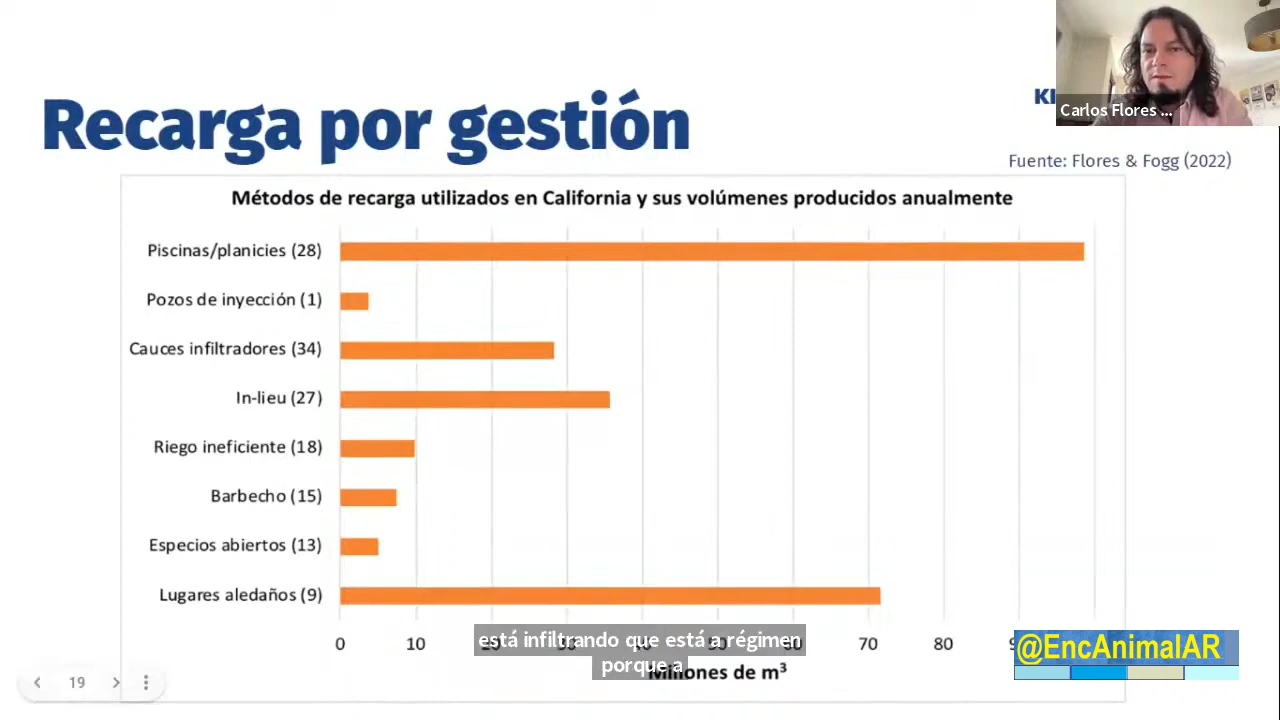 Carlos Flores ...
Recarga por gestión
Fuente: Flores & Fogg (2022)
Métodos de recarga utilizados en California y sus volúmenes producidos anualmente
Piscinas/planicies (28)
Pozos de inyección (1)
Cauces infiltradores (34)
In-lieu (27)
Riego ineficiente (18)
Barbecho (15)
Especios abiertos (13)
Lugares aledaños (9)
0 10 70 80
está infiltrando que está a régimen
porque a
Millones de m³
@EncAnimalAR
19